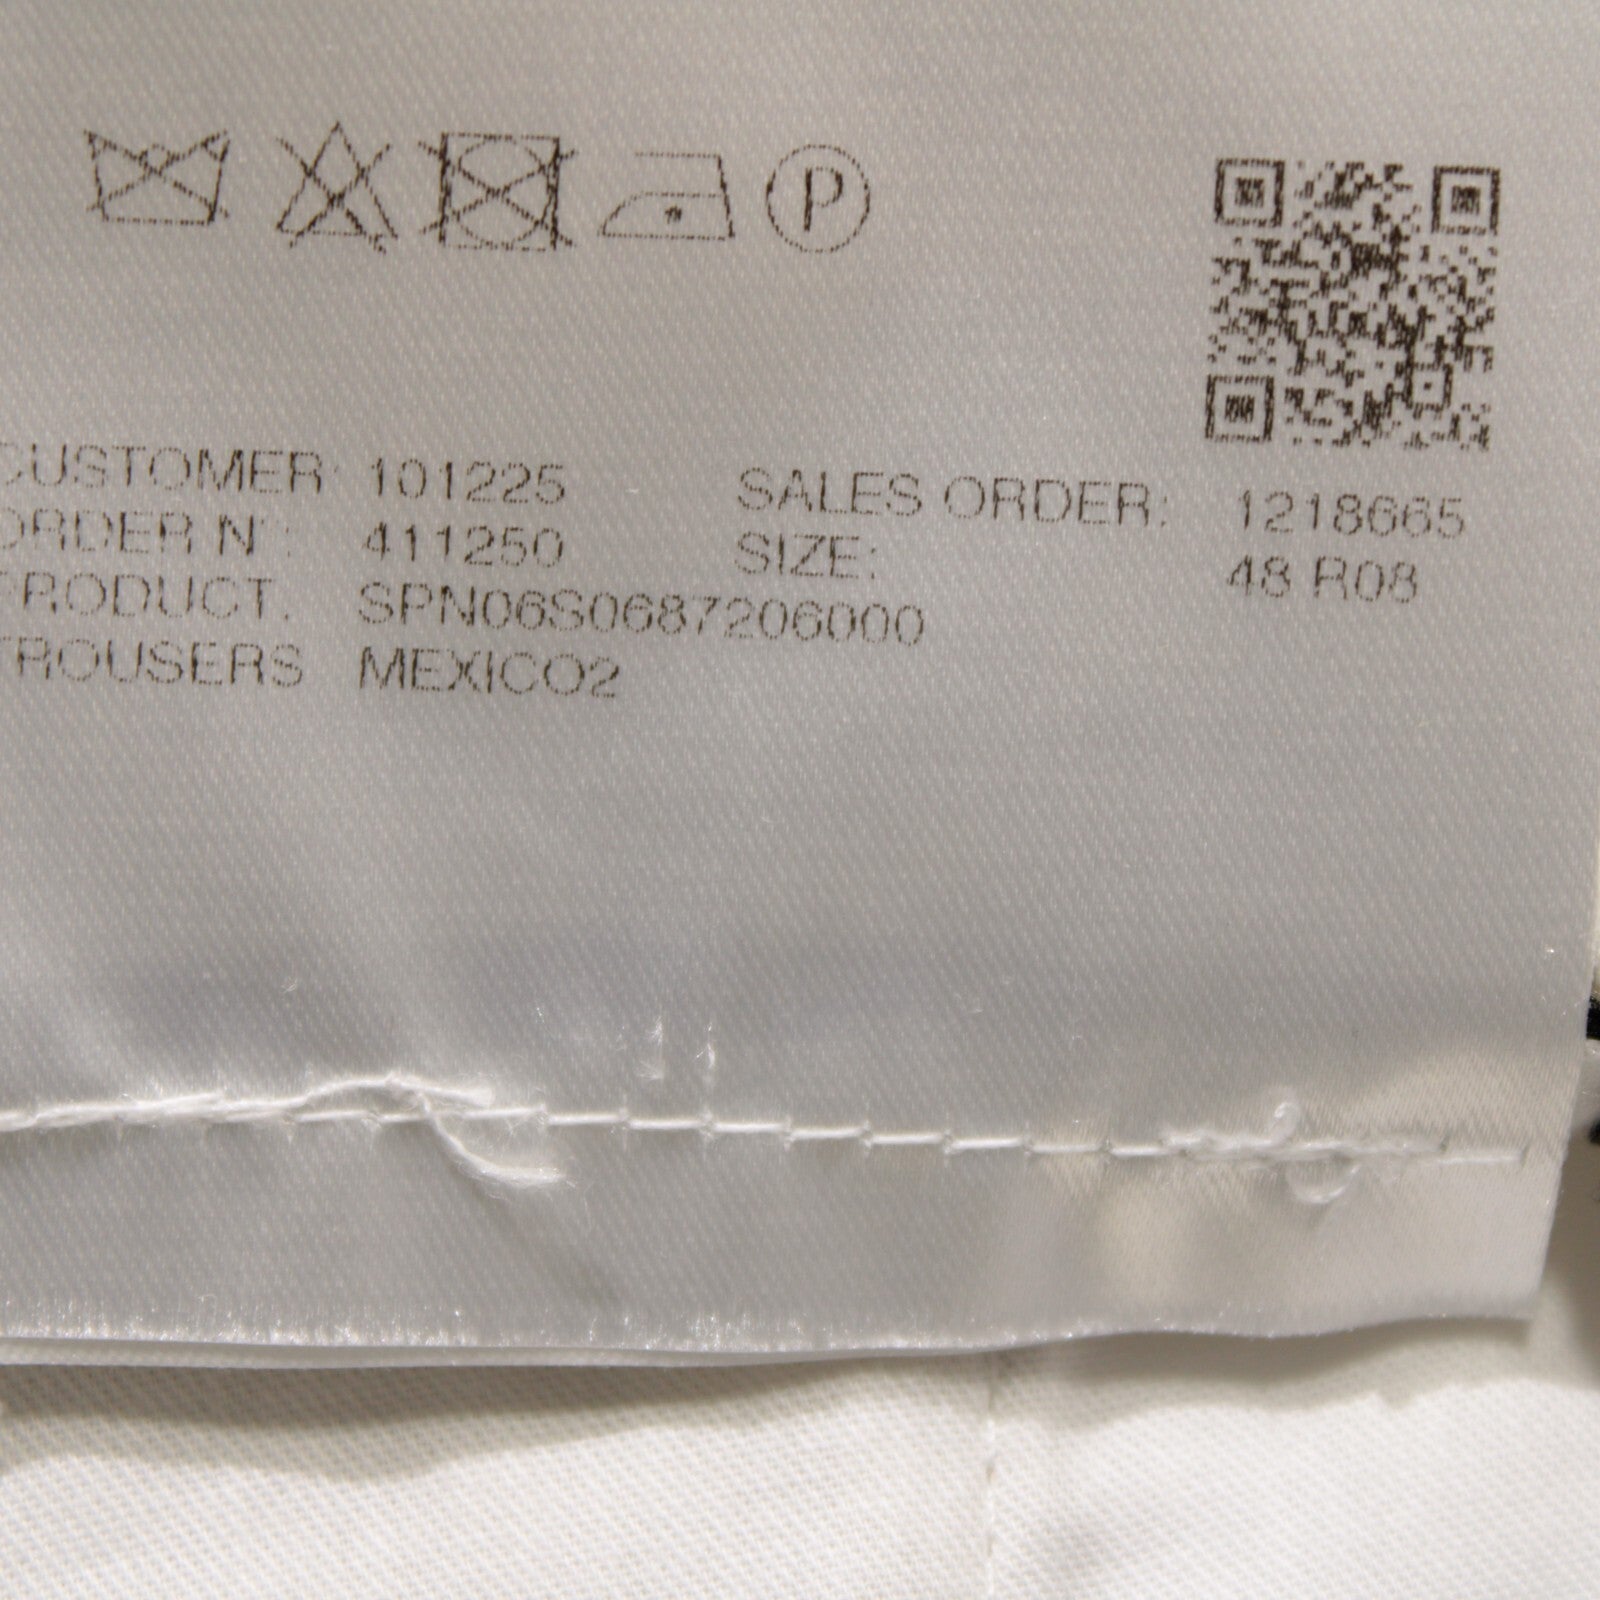 P
CUSTOMER: 101225 SALES ORDER: 1218665
ORDER N°: 411250 SIZE: 48 R08
PRODUCT. SPN06S0687206000
TROUSERS MEXICO2